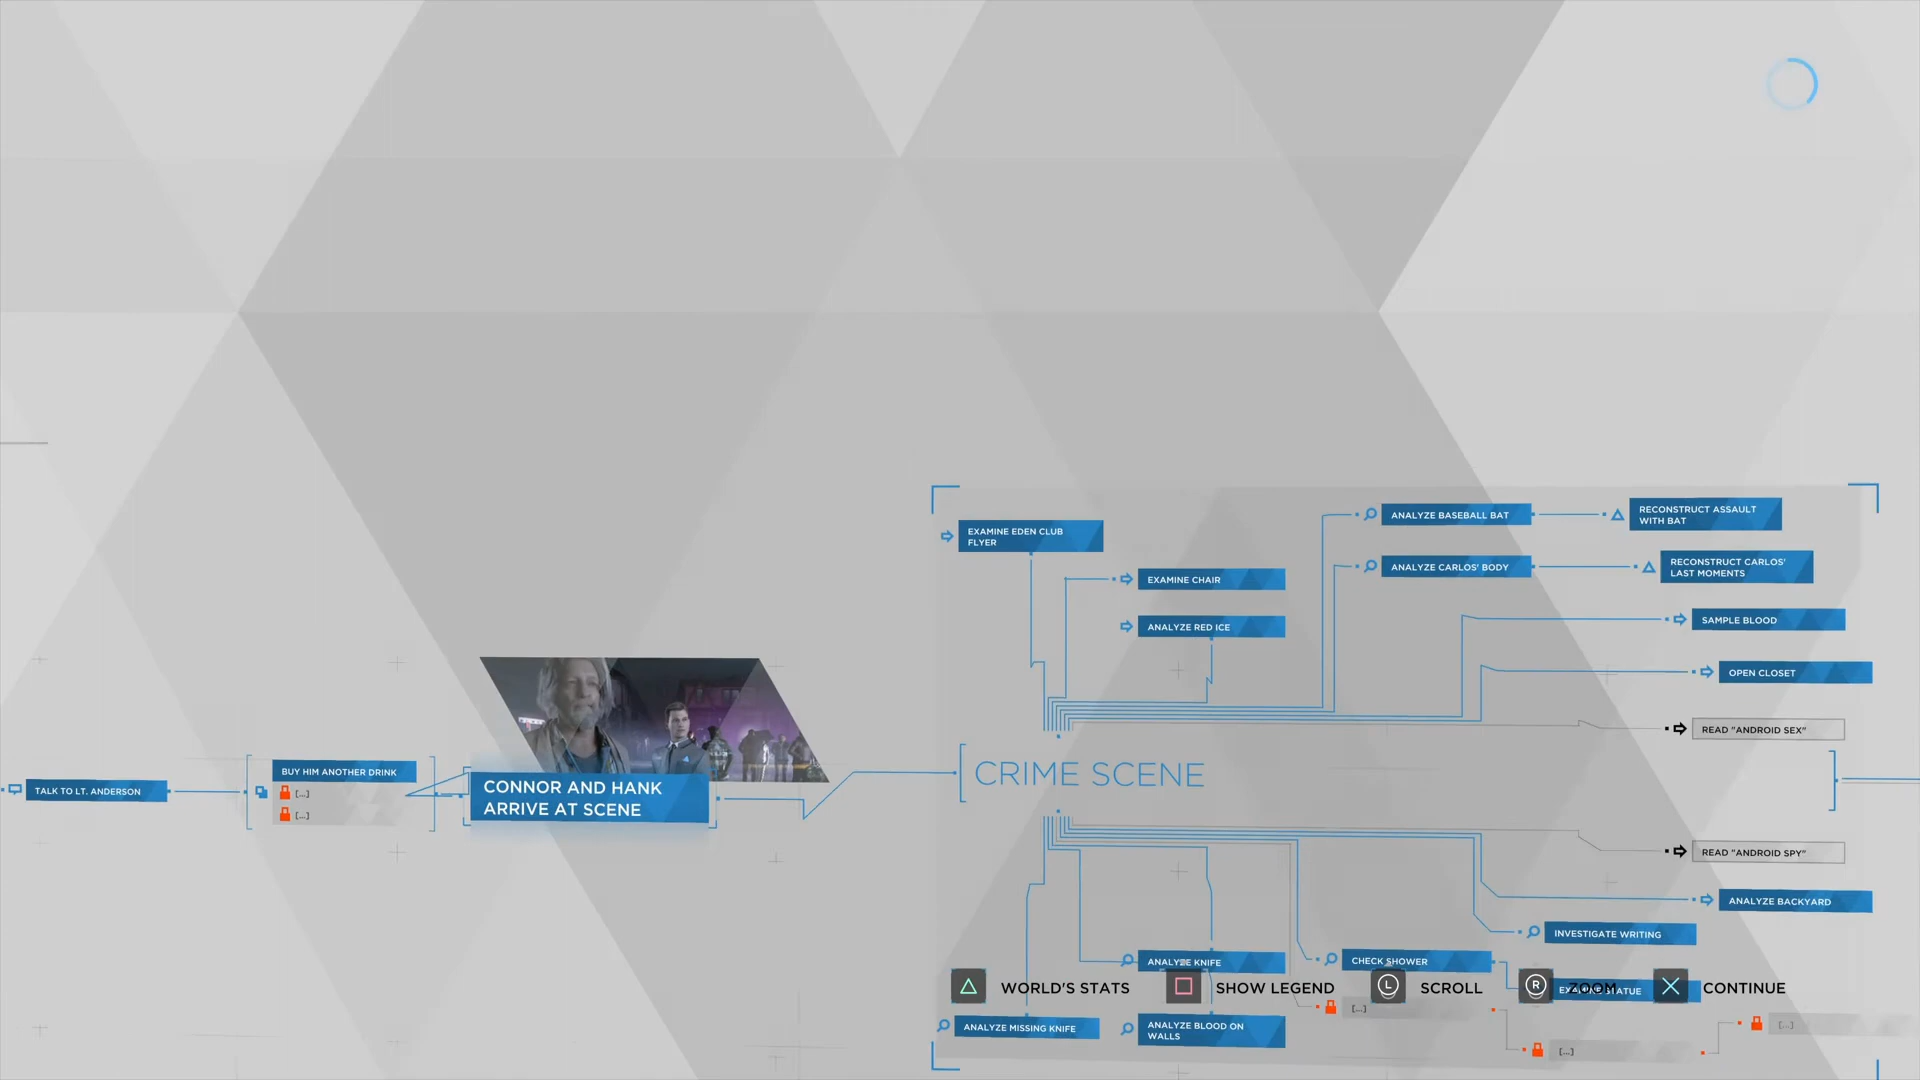 EXAMINE EDEN CLUB
FLYER
ANALYZE BASEBALL BAT
RECONSTRUCT ASSAULT
WITH BAT
ANALYZE CARLOS' BODY
RECONSTRUCT CARLOS'
LAST MOMENTS
EXAMINE CHAIR
ANALYZE RED ICE
SAMPLE BLOOD
OPEN CLOSET
READ "ANDROID SEX"
TALK TO LT. ANDERSON
BUY HIM ANOTHER DRINK
[...]
[...]
CONNOR AND HANK
ARRIVE AT SCENE
CRIME SCENE
READ "ANDROID SPY"
ANALYZE BACKYARD
INVESTIGATE WRITING
ANALYZE KNIFE
CHECK SHOWER
EXAMINE STATUE
WORLD'S STATS
SHOW LEGEND
L SCROLL
R ZOOM
CONTINUE
[...]
ANALYZE MISSING KNIFE
ANALYZE BLOOD ON
WALLS
[...]
[...]